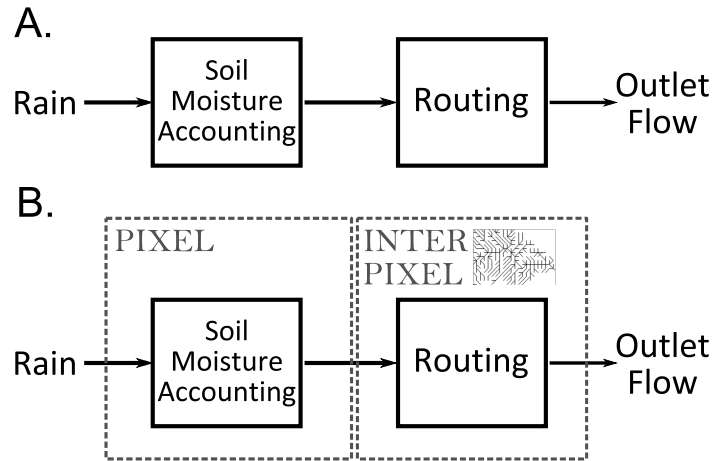 A.
Rain
Soil
Moisture
Accounting
Routing
Outlet
Flow
B.
PIXEL
INTER
PIXEL
Rain
Soil
Moisture
Accounting
Routing
Outlet
Flow